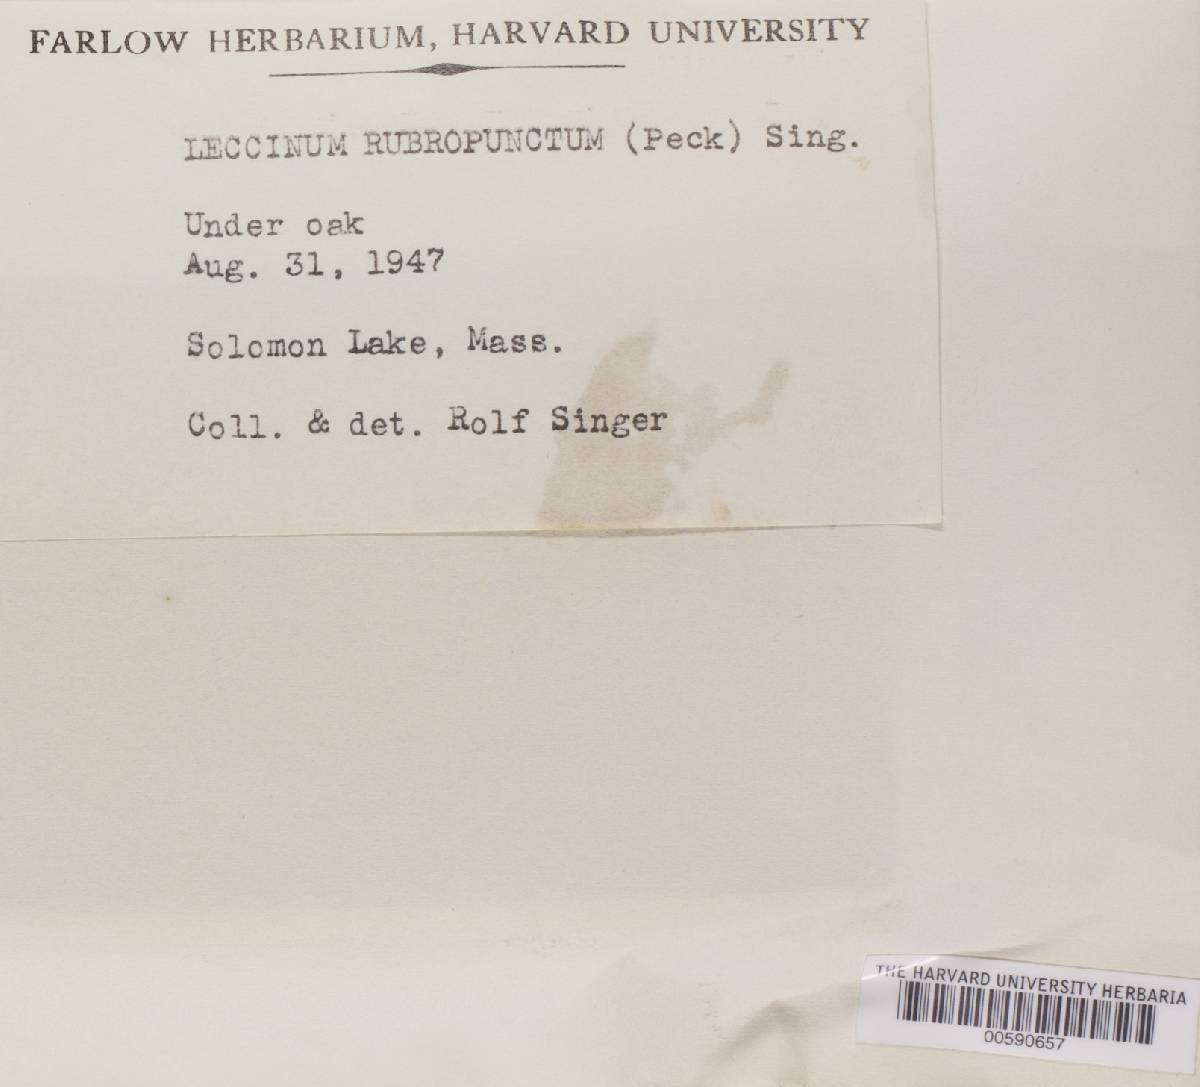 FARLOW HERBARIUM, HARVARD UNIVERSITY
LECCINUM RUBROPUNCTUM (Peck) Sing.
Under oak
Aug. 31, 1947
Solomon Lake, Mass.
Coll. & det. Rolf Singer
THE HARVARD UNIVERSITY HERBARIA
00590657